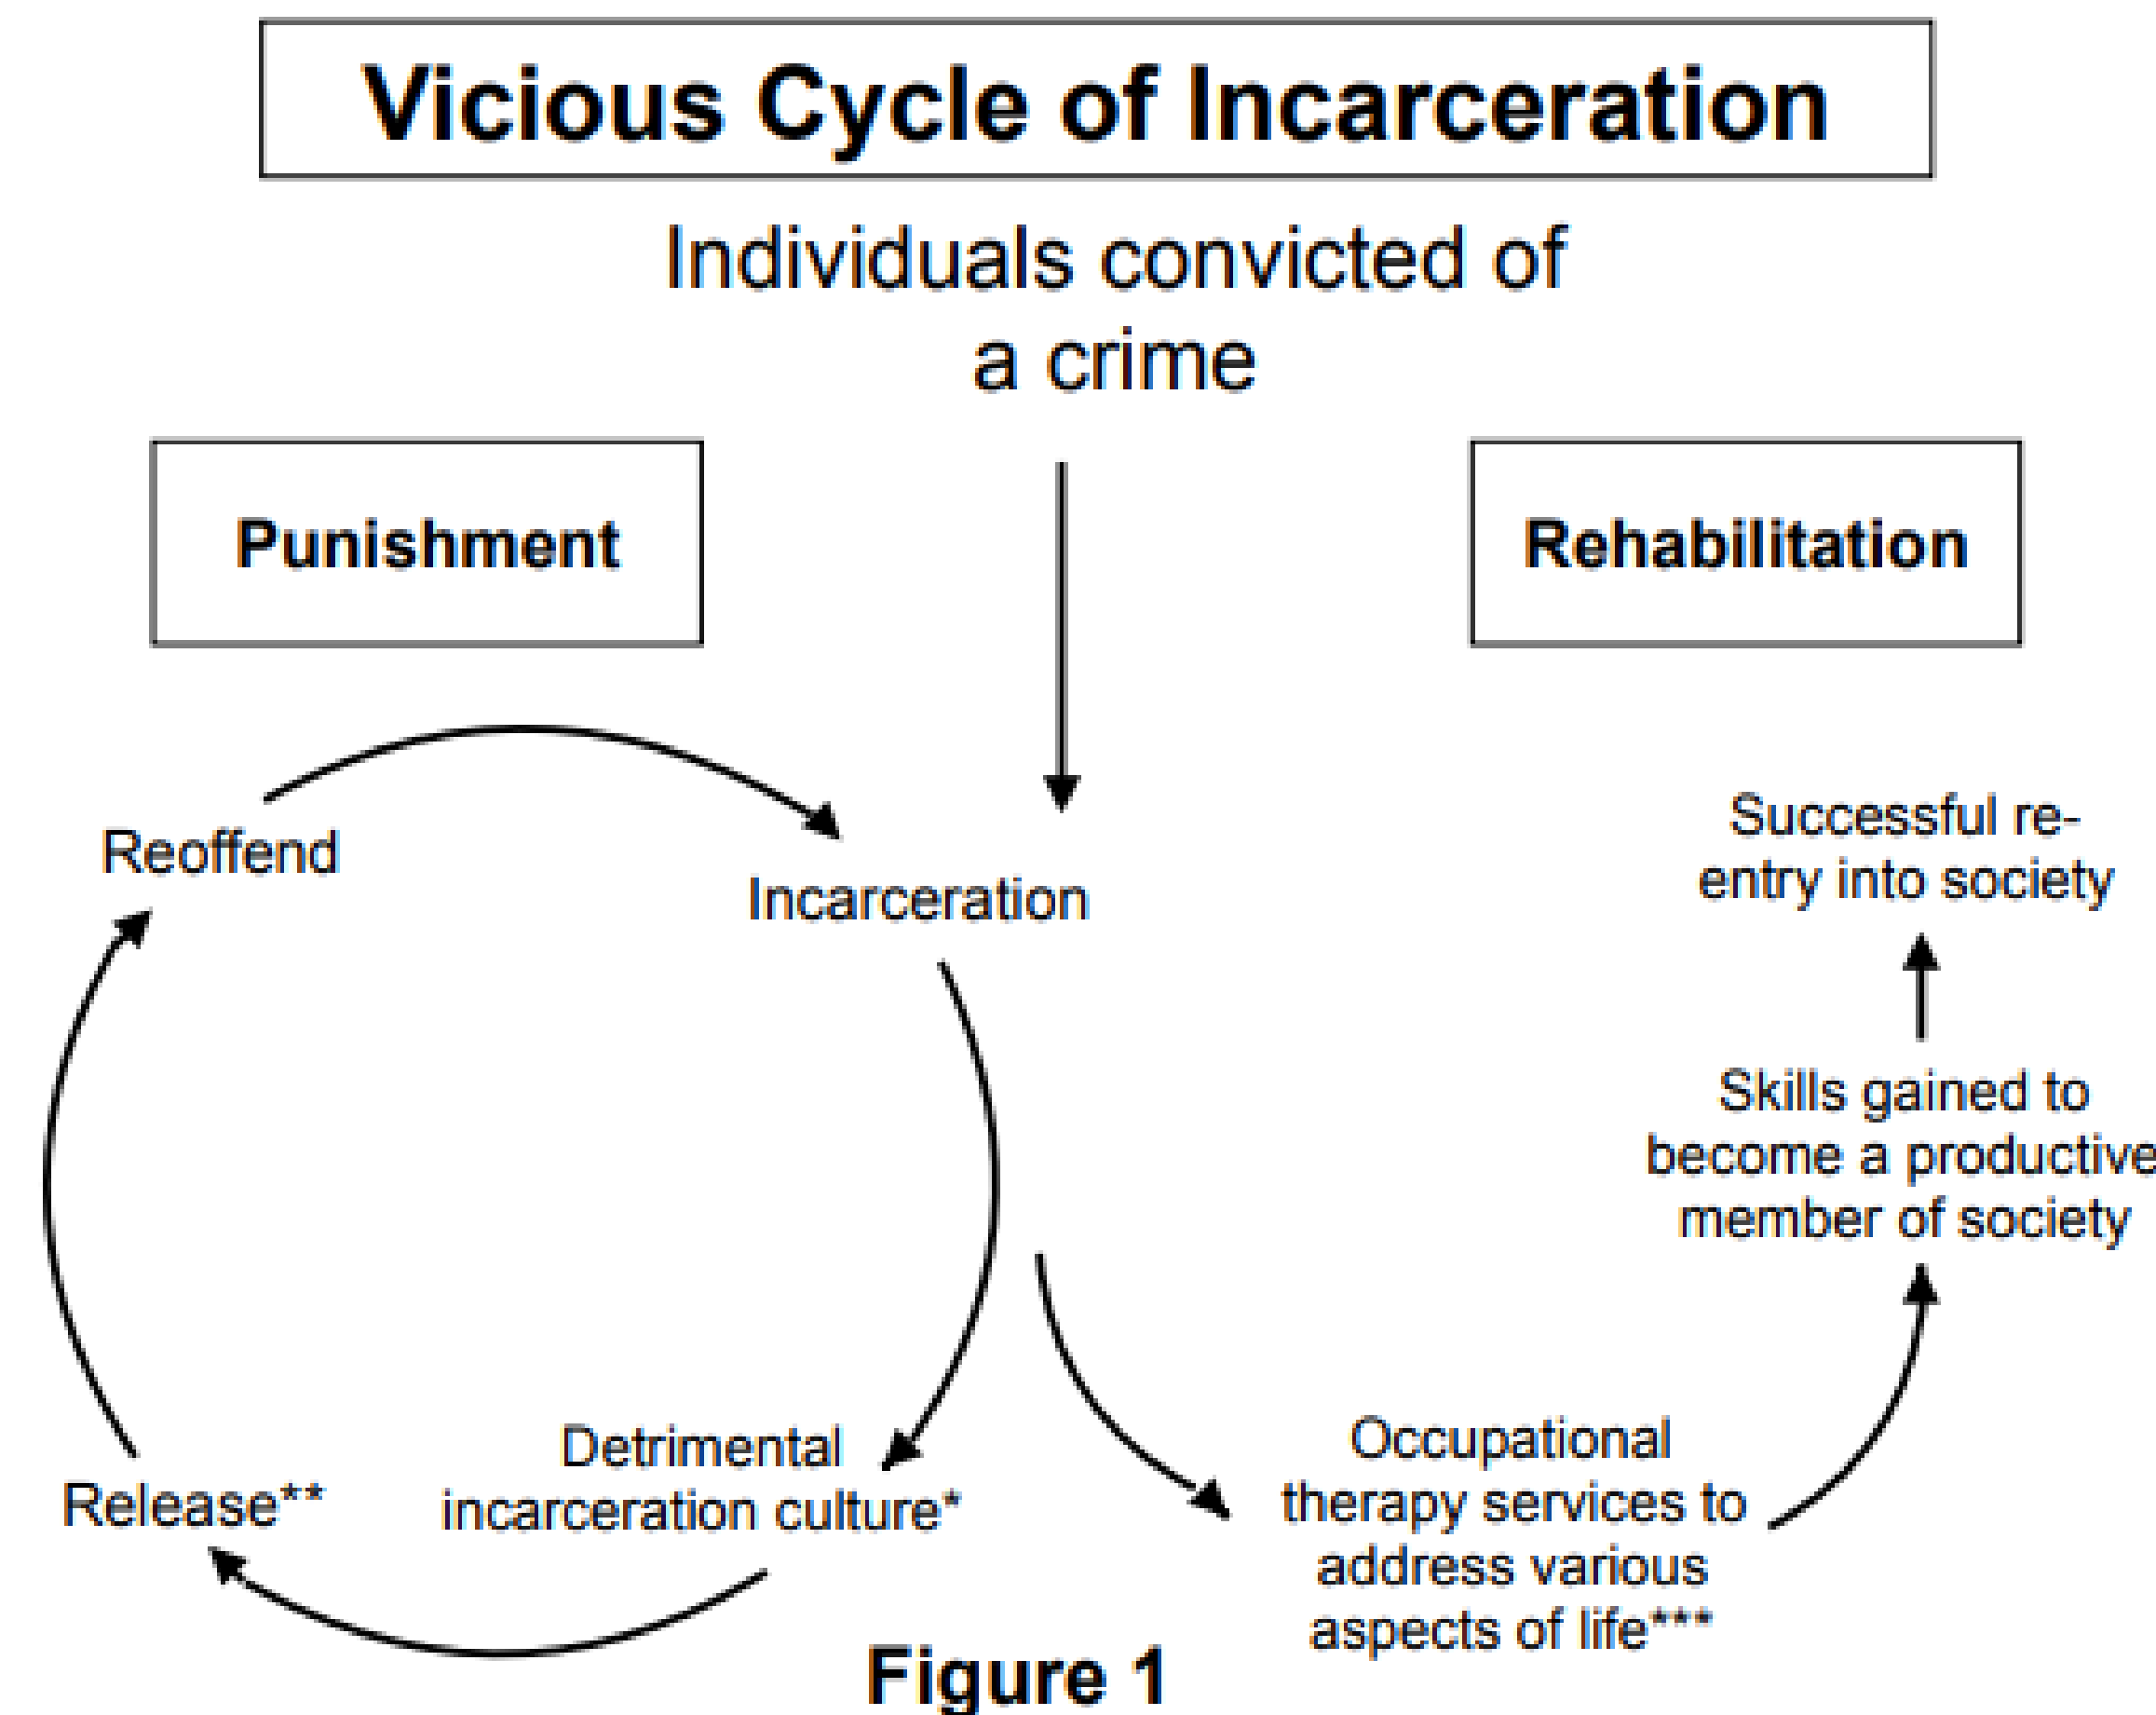 Vicious Cycle of Incarceration
Individuals convicted of
a crime
Punishment
Rehabilitation
Reoffend
Incarceration
Detrimental
incarceration culture*
Release**
Occupational
therapy services to
address various
aspects of life***
Skills gained to
become a productive
member of society
Successful re-
entry into society
Figure 1